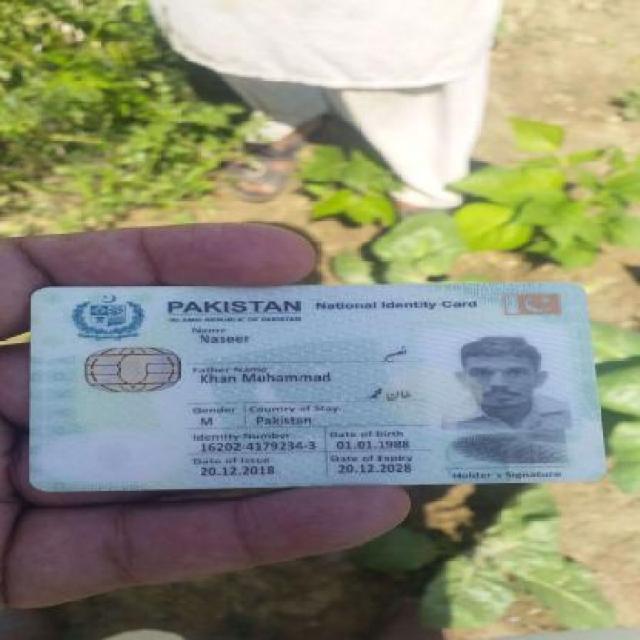 PAKISTAN National Identity Card
ISLAMIC REPUBLIC OF PAKISTAN
Name
Naseer
Father Name
Khan Muhammad
خان محمد
Gender Country of Stay
M Pakistan
Identity Number Date of Birth
16202-4179234-3 01.01.1988
Date of Issue Date of Expiry
20.12.2018 20.12.2028
Holder's Signature